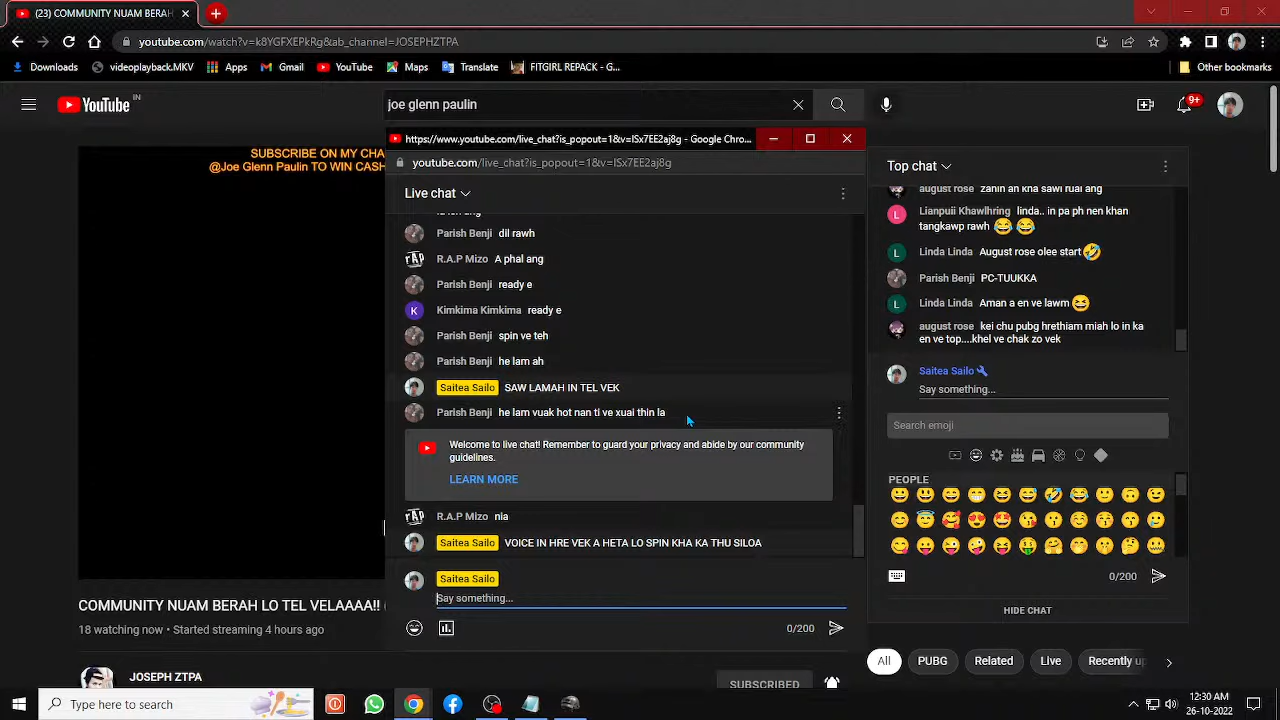 (23) COMMUNITY NUAM BERAH
youtube.com/watch?v=k8YGFXEPkRg&ab_channel=JOSEPHZTPA
Downloads
videoplayback.MKV
Apps
Gmail
YouTube
Maps
Translate
FITGIRL REPACK - G...
Other bookmarks
YouTube IN
joe glenn paulin
9+
SUBSCRIBE ON MY CHA
@Joe Glenn Paulin TO WIN CASH
https://www.youtube.com/live_chat?is_popout=1&v=ISx7EE2aj8g - Google Chro...
youtube.com/live_chat?is_popout=1&v=ISx7EE2aj8g
Live chat
Parish Benji dil rawh
R.A.P Mizo A phal ang
Parish Benji ready e
K Kimkima Kimkima ready e
Parish Benji spin ve teh
Parish Benji he lam ah
Saitea Sailo SAW LAMAH IN TEL VEK
Parish Benji he lam vuak hot nan ti ve xuai thin la
Welcome to live chat! Remember to guard your privacy and abide by our community
guidelines.
LEARN MORE
R.A.P Mizo nia
Saitea Sailo VOICE IN HRE VEK A HETA LO SPIN KHA KA THU SILOA
Saitea Sailo
Say something...
0/200
Top chat
august rose zanin an kha sawi rual ang
L Lianpuii Khawlhring linda.. in pa ph nen khan
tangkawp rawh 😂 😂
L Linda Linda August rose olee start 🤣
Parish Benji PC-TUUKKA
L Linda Linda Aman a en ve lawm 😆
august rose kei chu pubg hrethiam miah lo in ka
en ve top....khel ve chak zo vek
Saitea Sailo
Say something...
Search emoji
PEOPLE
0/200
HIDE CHAT
COMMUNITY NUAM BERAH LO TEL VELAAAA!! (
18 watching now • Started streaming 4 hours ago
All
PUBG
Related
Live
Recently up
JOSEPH ZTPA
SUBSCRIBED
Type here to search
12:30 AM
26-10-2022